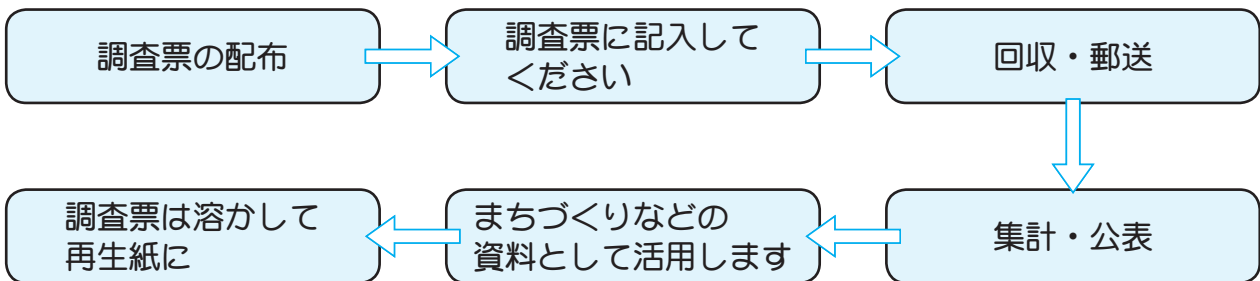 調査票の配布
調査票に記入して
ください
回収・郵送
集計・公表
まちづくりなどの
資料として活用します
調査票は溶かして
再生紙に